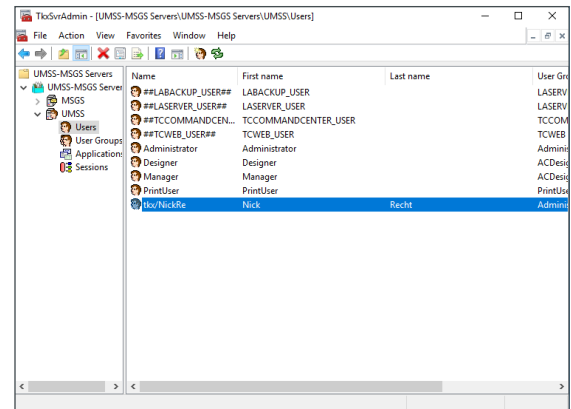 TkxSvrAdmin - [UMSS-MSGS Servers\UMSS-MSGS Servers\UMSS\Users]
File Action View Favorites Window Help
UMSS-MSGS Servers
UMSS-MSGS Server
MSGS
UMSS
Users
User Groups
Application:
Sessions
Name First name Last name User Gro
##LABACKUP_USER## LABACKUP_USER LASERV
##LASERVER_USER## LASERVER_USER LASERV
##TCCOMMANDCEN... TCCOMMANDCENTER_USER TCCOM
##TCWEB_USER## TCWEB_USER TCWEB
Administrator Administrator Adminis
Designer Designer ACDesig
Manager Manager ACDesig
PrintUser PrintUser PrintUse
tkx/NickRe Nick Recht Adminis